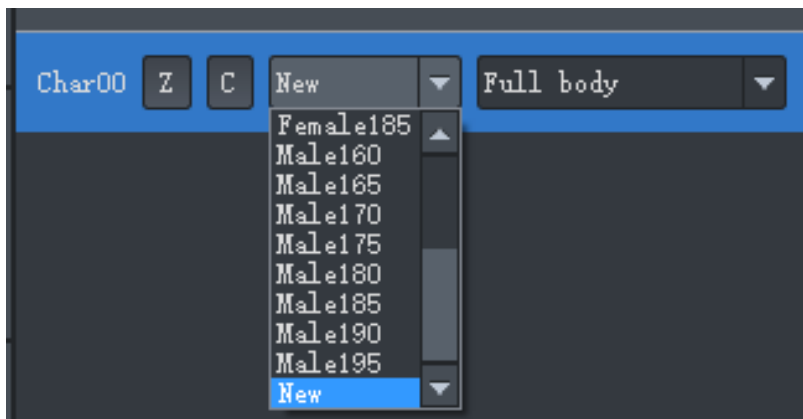 Char00 Z C New Full body
Female185
Male160
Male165
Male170
Male175
Male180
Male185
Male190
Male195
New